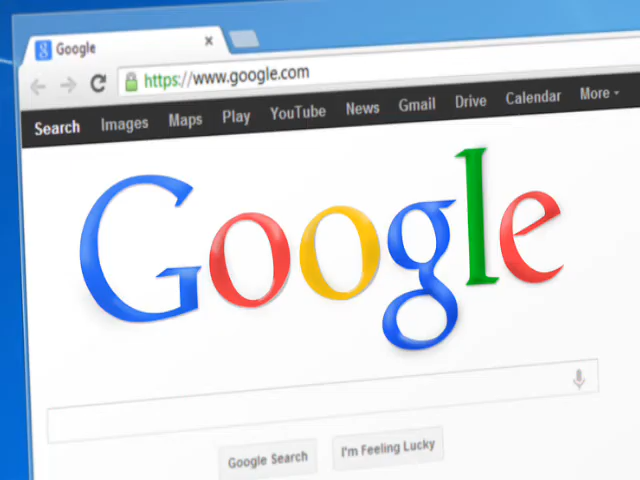 Google
https://www.google.com
Search Images Maps Play YouTube News Gmail Drive Calendar More
Google
Google Search I'm Feeling Lucky